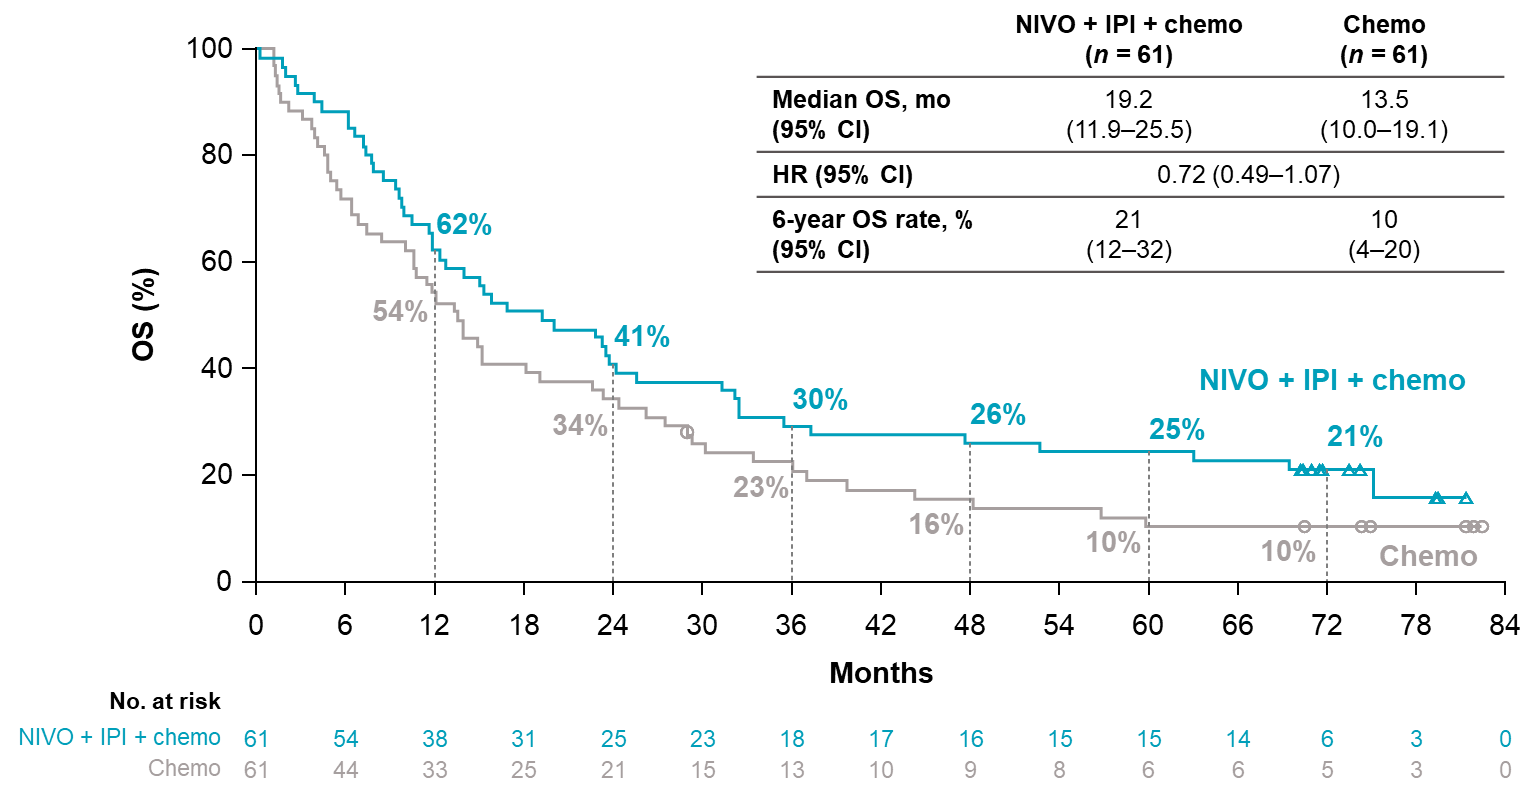 NIVO + IPI + chemo
(n = 61)
Chemo
(n = 61)
Median OS, mo
(95% CI)
19.2
(11.9–25.5)
13.5
(10.0–19.1)
HR (95% CI)
0.72 (0.49–1.07)
6-year OS rate, %
(95% CI)
21
(12–32)
10
(4–20)
OS (%)
100
80
60
40
20
0
62%
54%
41%
34%
30%
23%
26%
16%
25%
10%
21%
10%
NIVO + IPI + chemo
Chemo
0 6 12 18 24 30 36 42 48 54 60 66 72 78 84
Months
No. at risk
NIVO + IPI + chemo 61 54 38 31 25 23 18 17 16 15 15 14 6 3 0
Chemo 61 44 33 25 21 15 13 10 9 8 6 6 5 3 0